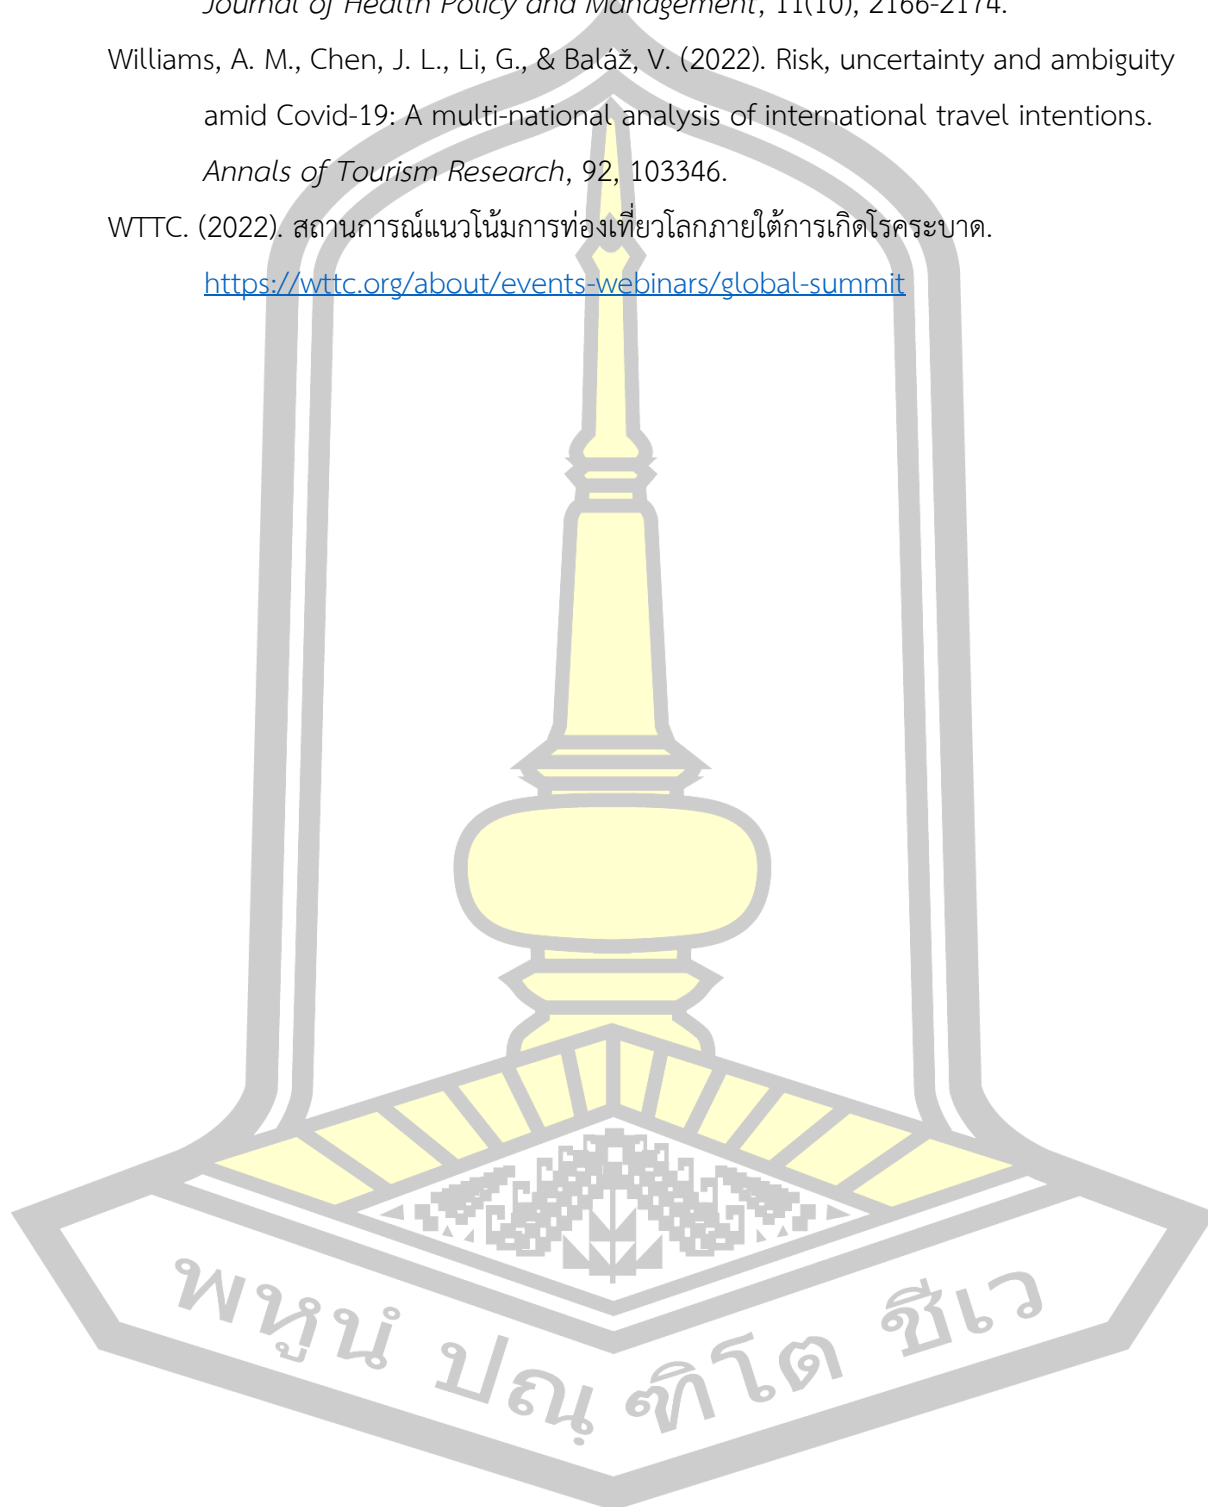 Journal of Health Policy and Management, 11(10), 2166-2174.
Williams, A. M., Chen, J. L., Li, G., & Baláž, V. (2022). Risk, uncertainty and ambiguity
amid Covid-19: A multi-national analysis of international travel intentions.
Annals of Tourism Research, 92, 103346.
WTTC. (2022). สถานการณ์แนวโน้มการท่องเที่ยวโลกภายใต้การเกิดโรคระบาด.
https://wttc.org/about/events-webinars/global-summit
พหูนํ ปณฺฑิโต ชีเว